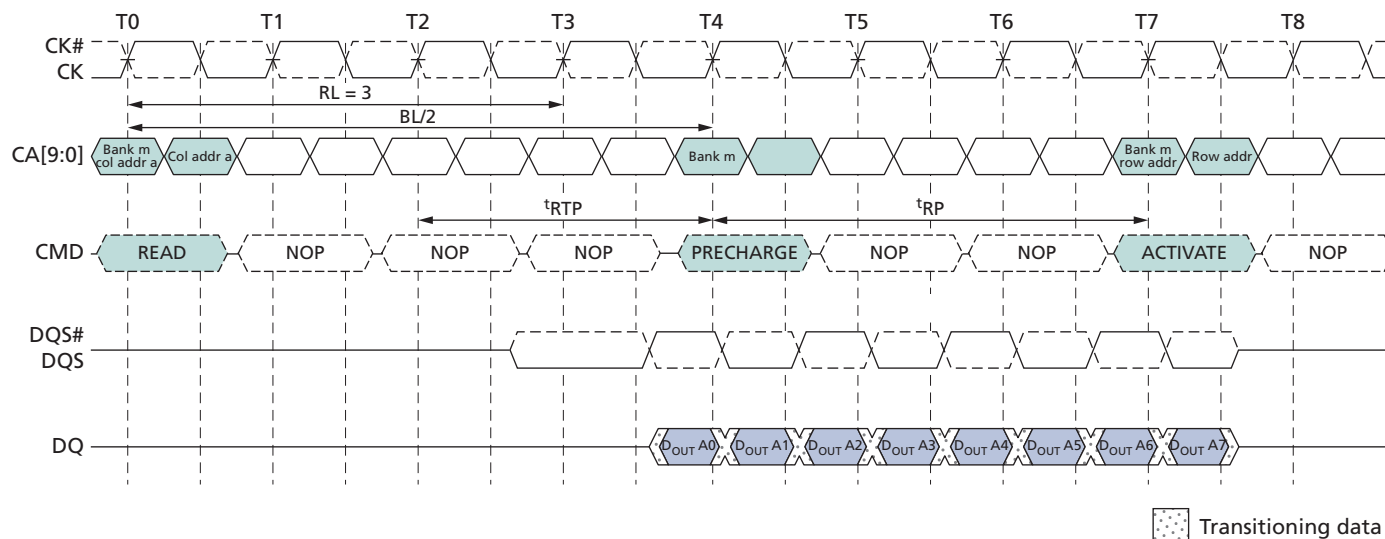 T0 T1 T2 T3 T4 T5 T6 T7 T8
CK#
CK
RL = 3
BL/2
CA[9:0]
Bank m col addr a
Col addr a
Bank m
Bank m row addr
Row addr
tRTP
tRP
CMD
READ NOP NOP NOP PRECHARGE NOP NOP ACTIVATE NOP
DQS#
DQS
DQ
DOUT A0 DOUT A1 DOUT A2 DOUT A3 DOUT A4 DOUT A5 DOUT A6 DOUT A7
Transitioning data